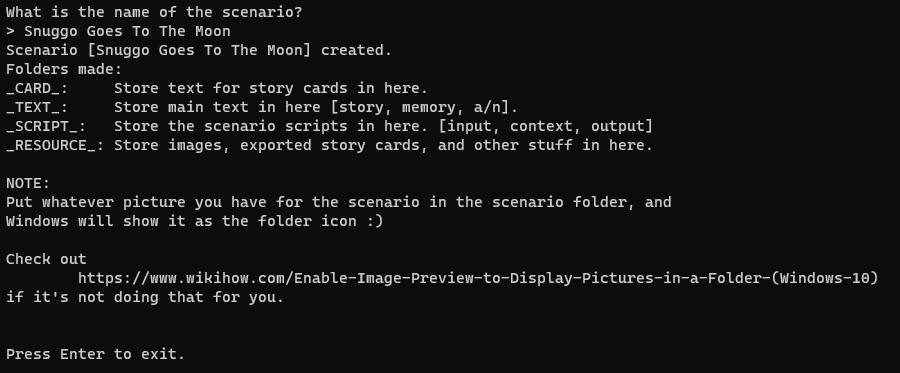 What is the name of the scenario?
> Snuggo Goes To The Moon
Scenario [Snuggo Goes To The Moon] created.
Folders made:
_CARD_:     Store text for story cards in here.
_TEXT_:     Store main text in here [story, memory, a/n].
_SCRIPT_:   Store the scenario scripts in here. [input, context, output]
_RESOURCE_: Store images, exported story cards, and other stuff in here.

NOTE:
Put whatever picture you have for the scenario in the scenario folder, and
Windows will show it as the folder icon :)

Check out
        https://www.wikihow.com/Enable-Image-Preview-to-Display-Pictures-in-a-Folder-(Windows-10)
if it's not doing that for you.


Press Enter to exit.